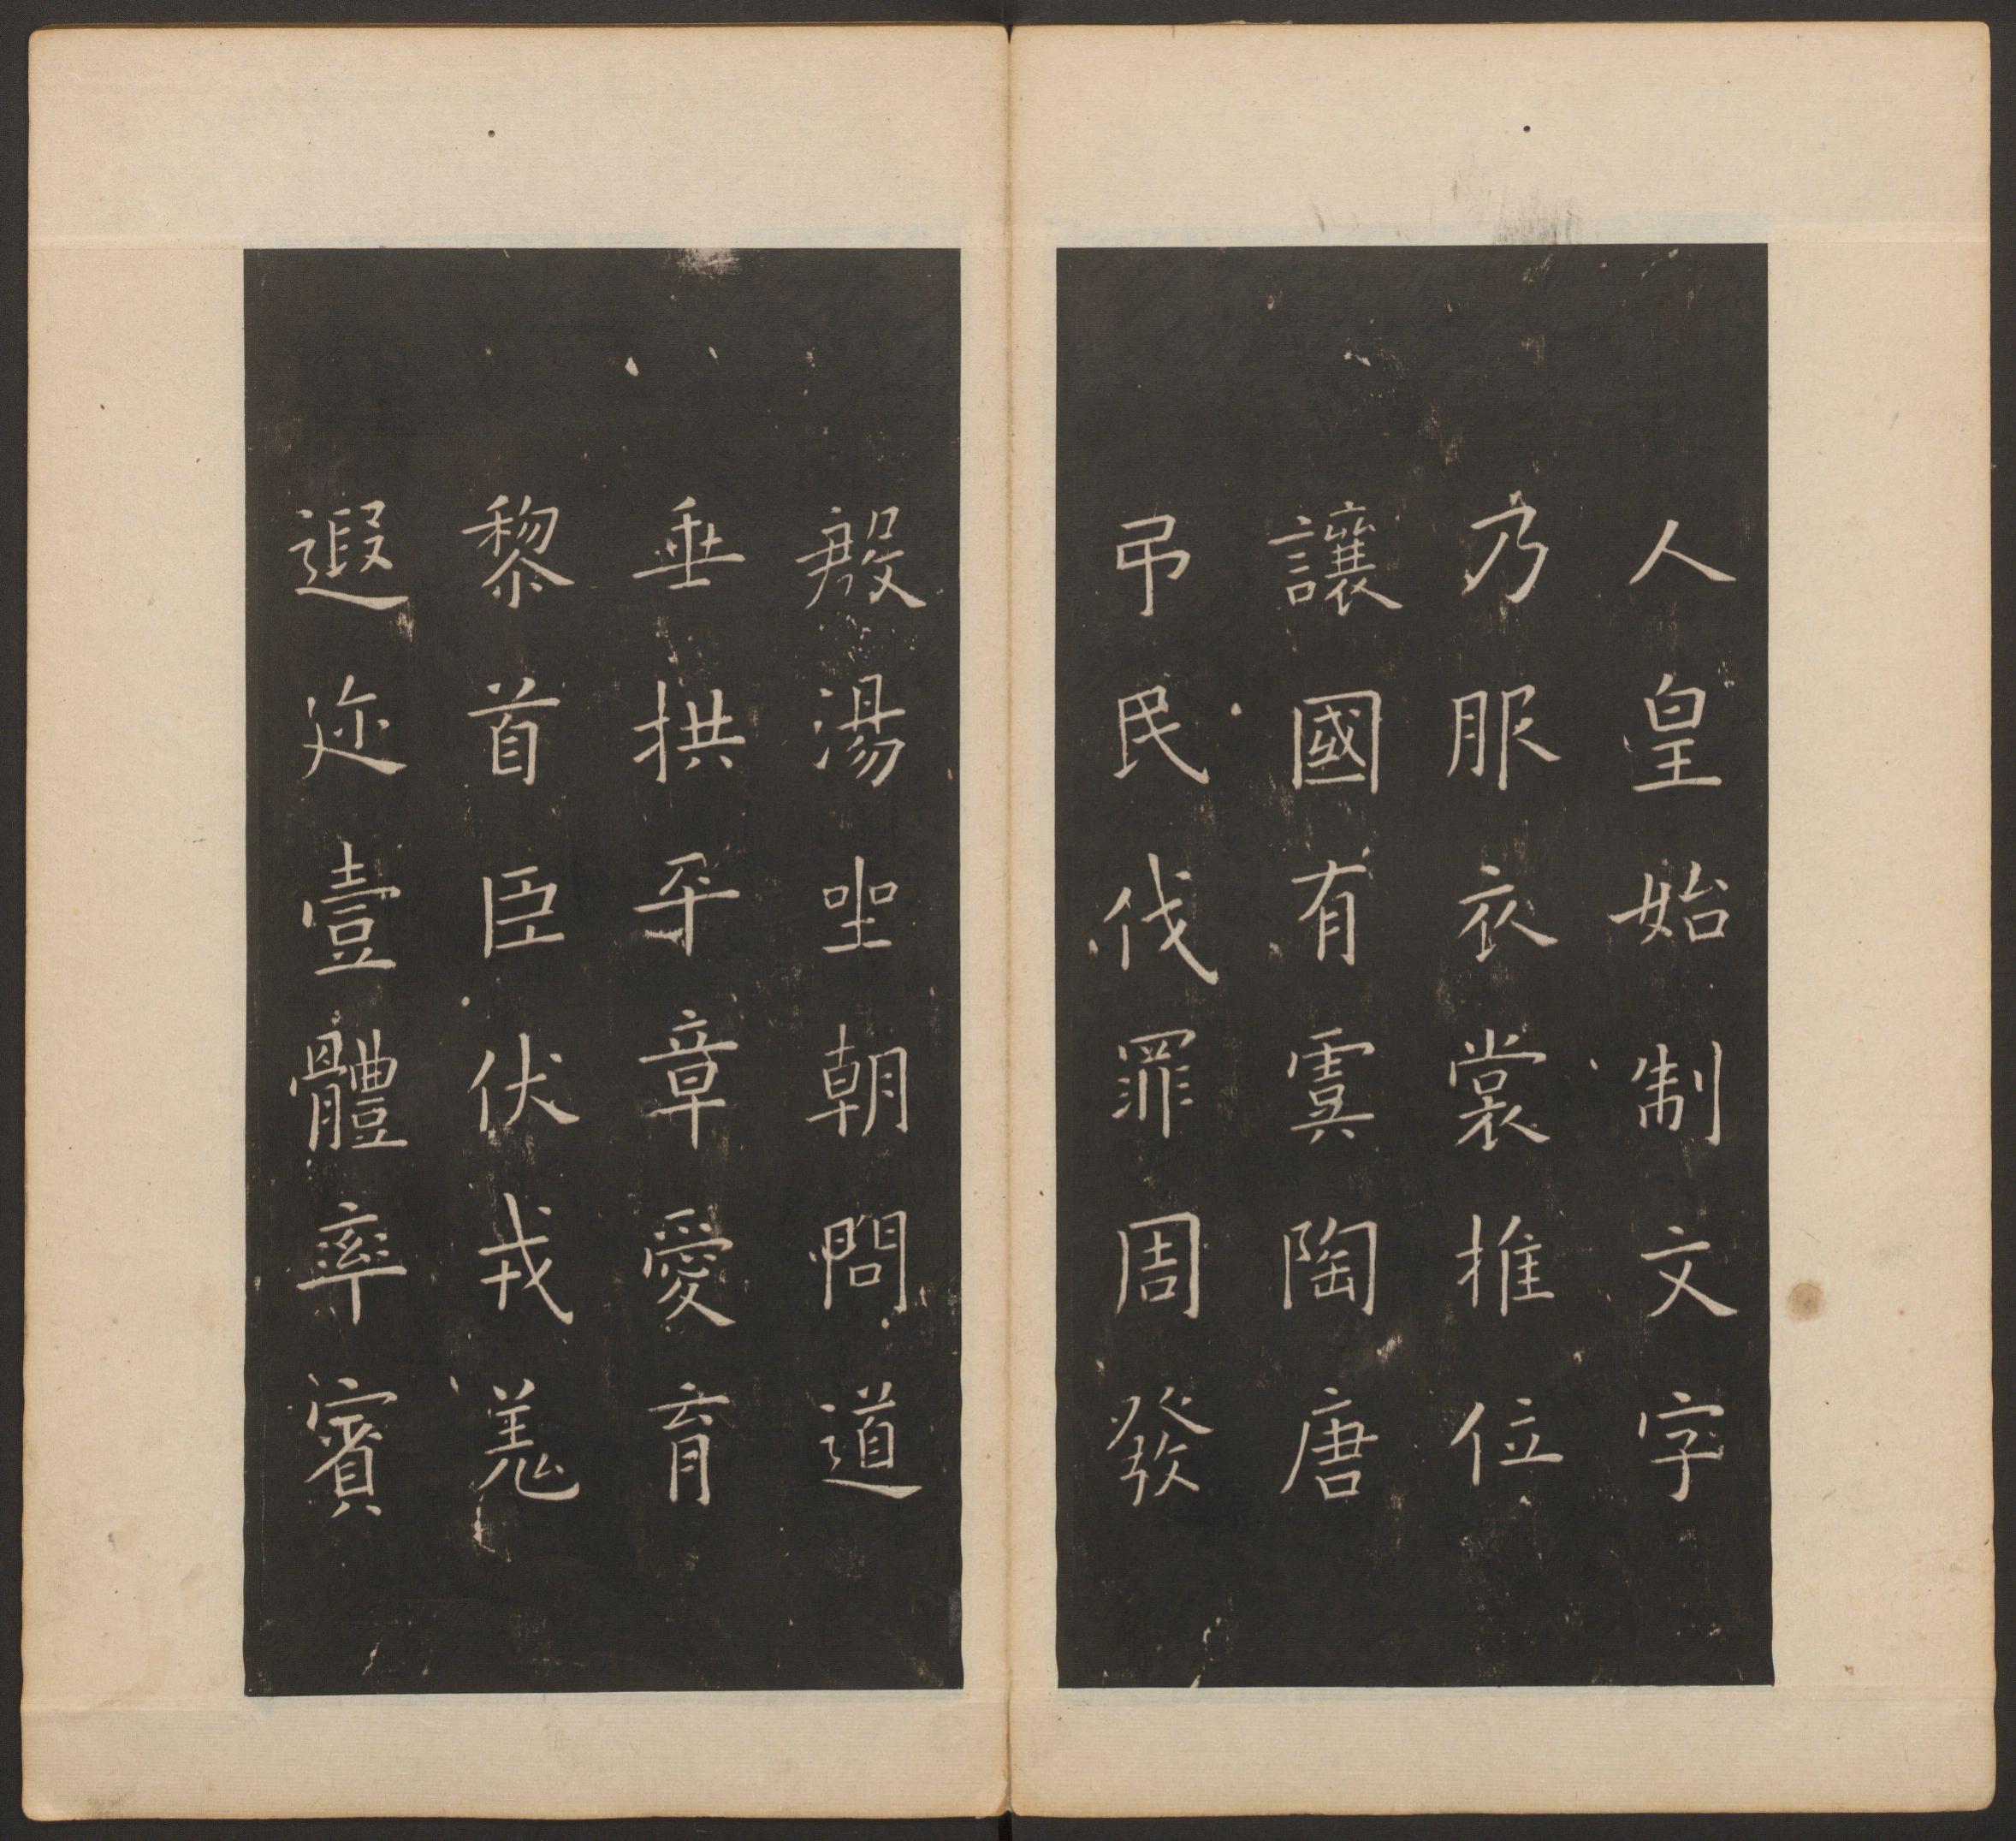 人皇始制文字
乃服衣裳推位
讓國有虞陶唐
弔民伐罪周發
殷湯坐朝問道
垂拱平章愛育
黎首臣伏戎羌
遐迩壹體率賓